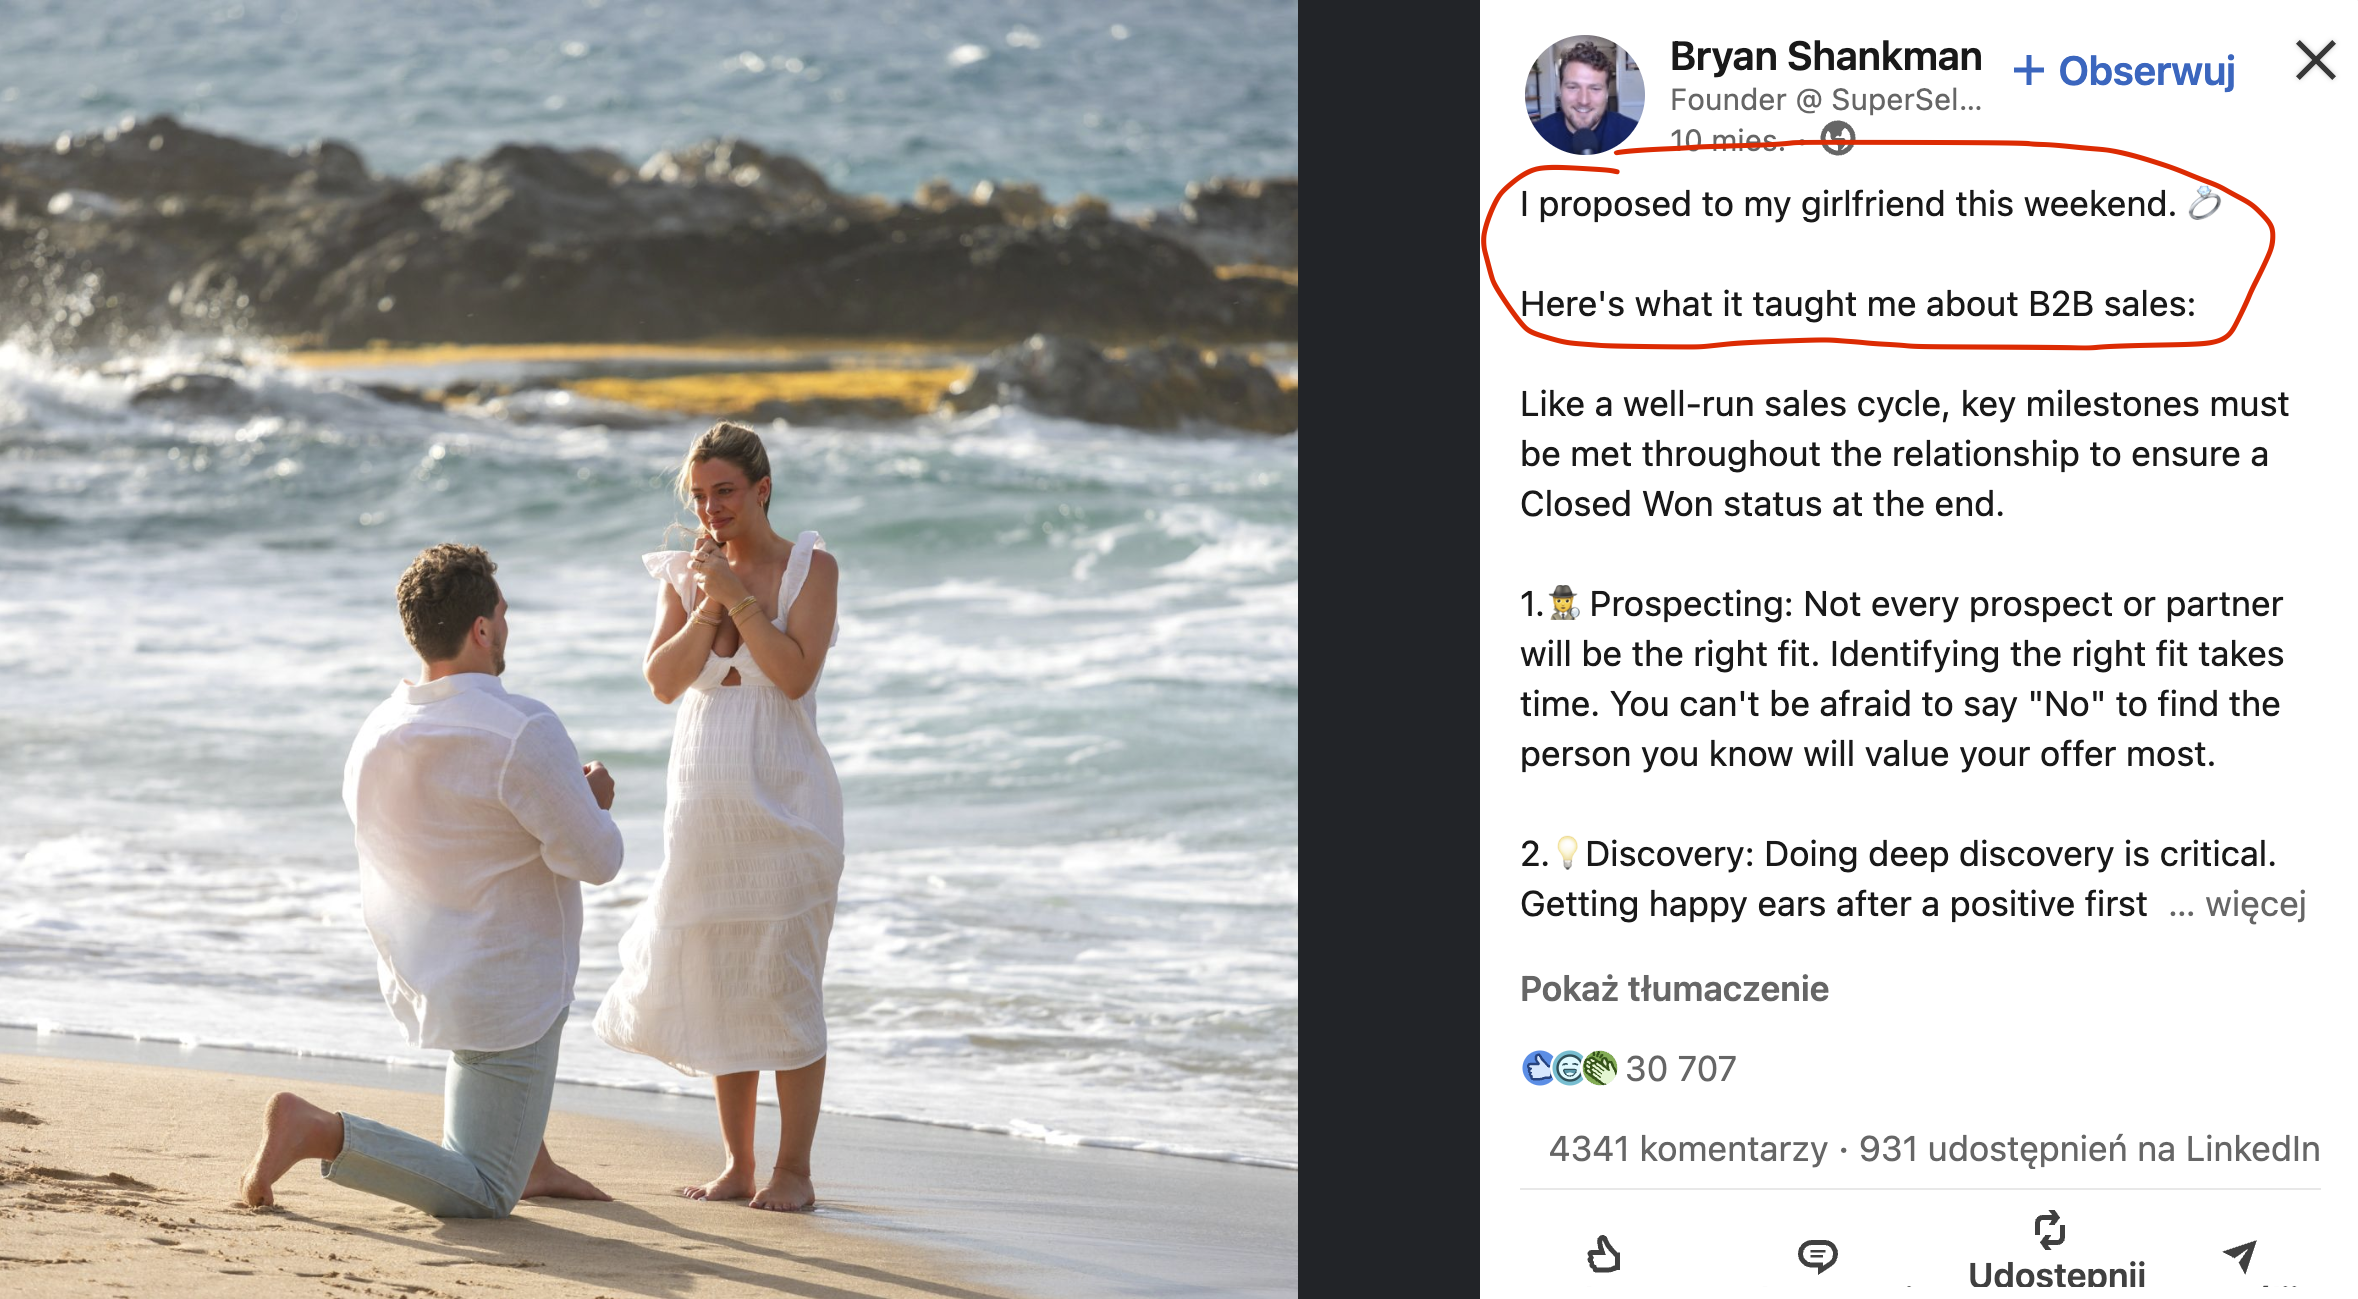 Bryan Shankman
+ Obserwuj
Founder @ SuperSel...
10 mies. •
I proposed to my girlfriend this weekend. 💍
Here's what it taught me about B2B sales:
Like a well-run sales cycle, key milestones must
be met throughout the relationship to ensure a
Closed Won status at the end.
1.🕵️ Prospecting: Not every prospect or partner
will be the right fit. Identifying the right fit takes
time. You can't be afraid to say "No" to find the
person you know will value your offer most.
2.💡Discovery: Doing deep discovery is critical.
Getting happy ears after a positive first ... więcej
Pokaż tłumaczenie
30 707
4341 komentarzy · 931 udostępnień na LinkedIn
Udostępnij